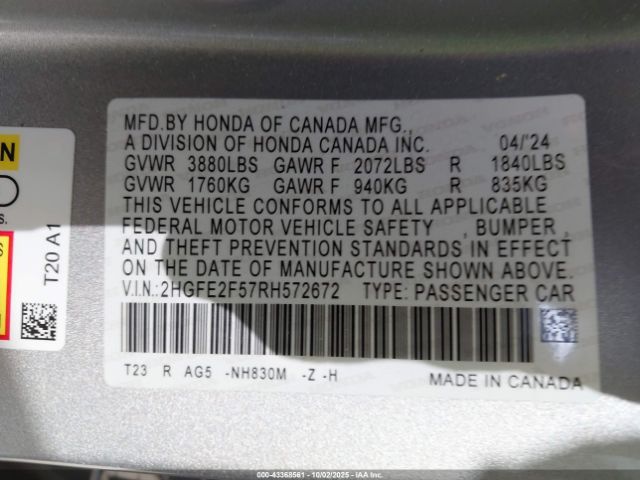 MFD.BY HONDA OF CANADA MFG.,
A DIVISION OF HONDA CANADA INC. 04/'24
GVWR 3880LBS GAWR F 2072LBS R 1840LBS
GVWR 1760KG GAWR F 940KG R 835KG
THIS VEHICLE CONFORMS TO ALL APPLICABLE
FEDERAL MOTOR VEHICLE SAFETY , BUMPER ,
AND THEFT PREVENTION STANDARDS IN EFFECT
ON THE DATE OF MANUFACTURE SHOWN ABOVE.
V.I.N.:2HGFE2F57RH572672 TYPE: PASSENGER CAR
T23 R AG5 -NH830M -Z -H
MADE IN CANADA
T20 A1
© 00-43368561 | 10/02/2025 | Copart, IAA